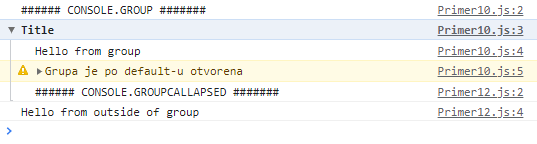 ###### CONSOLE.GROUP ####### Primer10.js:2
Title Primer10.js:3
Hello from group Primer10.js:4
Grupa je po default-u otvorena Primer10.js:5
###### CONSOLE.GROUPCALLAPSED ####### Primer12.js:2
Hello from outside of group Primer12.js:4